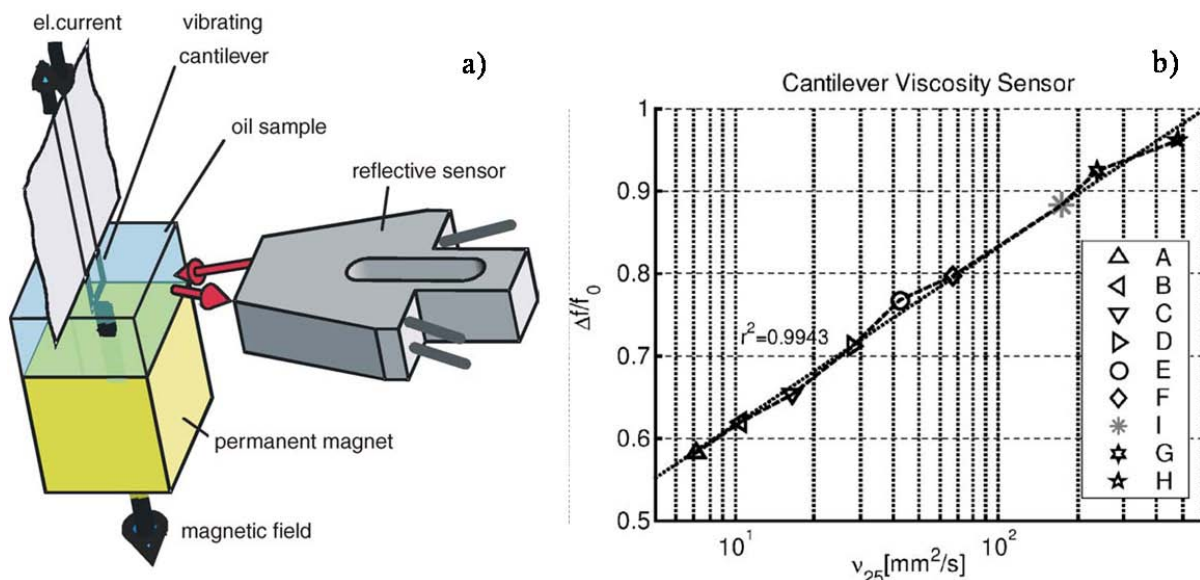 a)
el.current
vibrating
cantilever
oil sample
reflective sensor
permanent magnet
magnetic field
b)
Cantilever Viscosity Sensor
1
0.9
0.8
0.7
0.6
0.5
Δf/f0
r²=0.9943
A
B
C
D
E
F
I
G
H
10¹
10²
ν25[mm²/s]